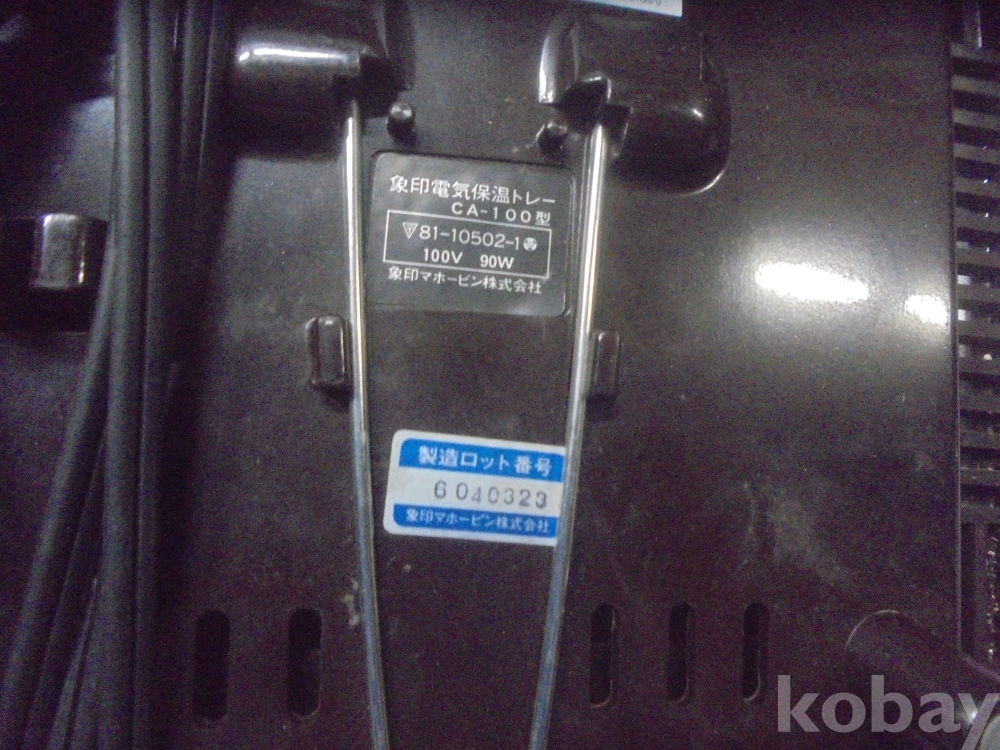 象印電気保温トレー
CA-100型
81-10502-1
100V 90W
象印マホービン株式会社
製造ロット番号
6040323
象印マホービン株式会社
kobay